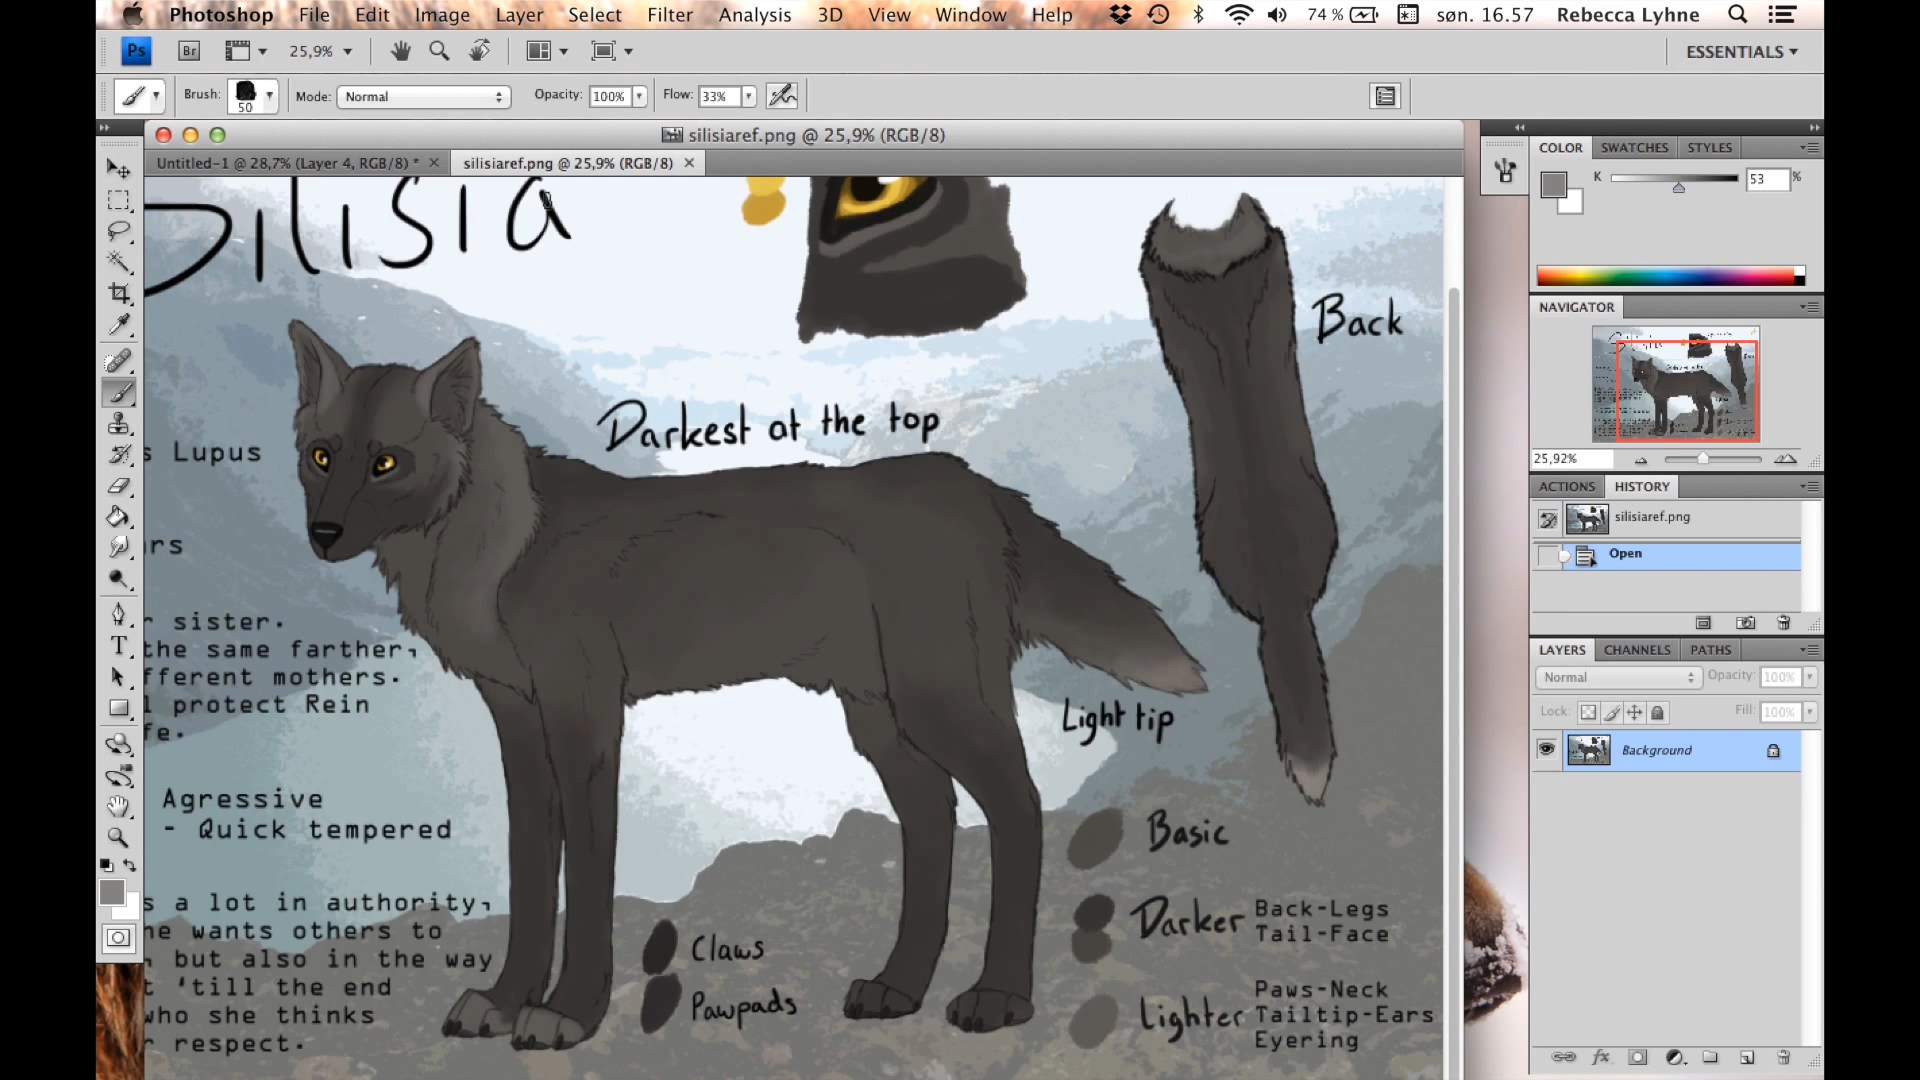 Photoshop File Edit Image Layer Select Filter Analysis 3D View Window Help 74 % søn. 16.57 Rebecca Lyhne
Ps Br 25,9% ESSENTIALS
Brush: 50 Mode: Normal Opacity: 100% Flow: 33%
silisiaref.png @ 25,9% (RGB/8)
Untitled-1 @ 28,7% (Layer 4, RGB/8) * silisiaref.png @ 25,9% (RGB/8)
Silisia
Back
Darkest at the top
s Lupus
ars
r sister.
the same farther,
fferent mothers.
l protect Rein
fe.
Light tip
Agressive
- Quick tempered
Basic
s a lot in authority,
he wants others to
, but also in the way
t 'till the end
who she thinks
r respect.
Claws
Pawpads
Darker Back-Legs
Tail-Face
Lighter Paws-Neck
Tailtip-Ears
Eyering
COLOR SWATCHES STYLES
K 53 %
NAVIGATOR
25,92%
ACTIONS HISTORY
silisiaref.png
Open
LAYERS CHANNELS PATHS
Normal Opacity: 100%
Lock: Fill: 100%
Background